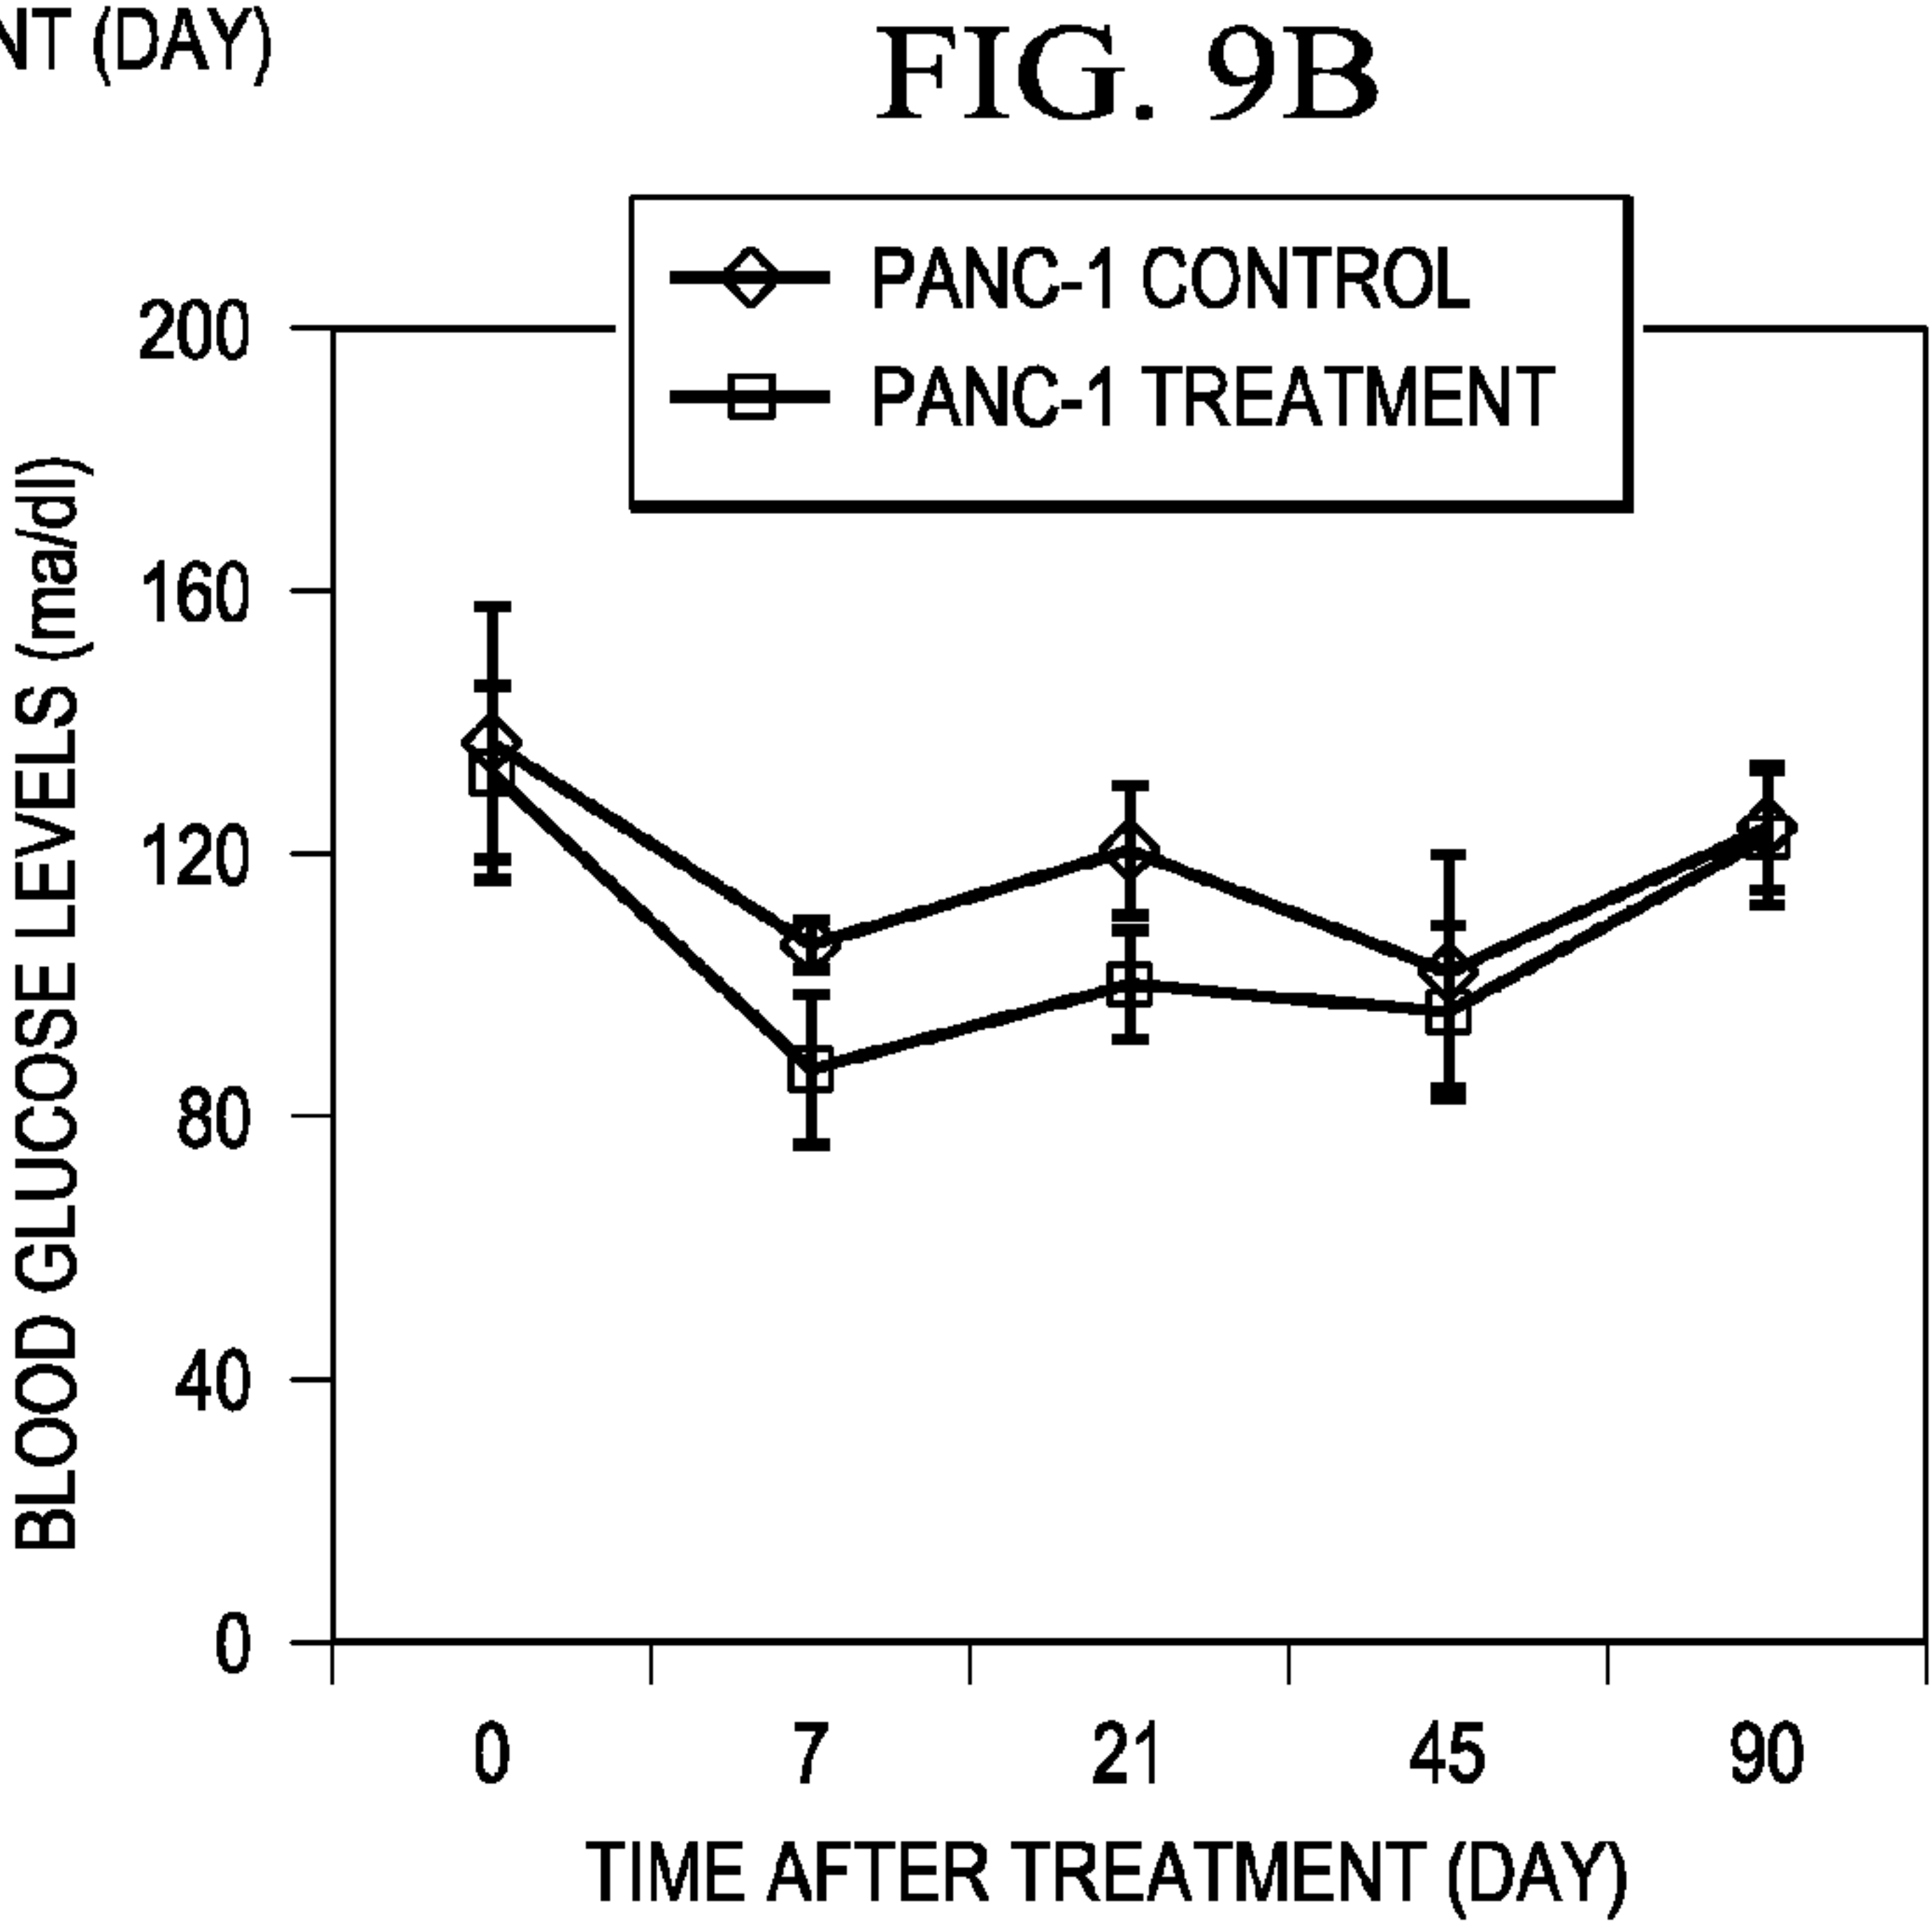 NT (DAY)
FIG. 9B
PANC-1 CONTROL
PANC-1 TREATMENT
BLOOD GLUCOSE LEVELS (ma/dl)
200
160
120
80
40
0
0 7 21 45 90
TIME AFTER TREATMENT (DAY)